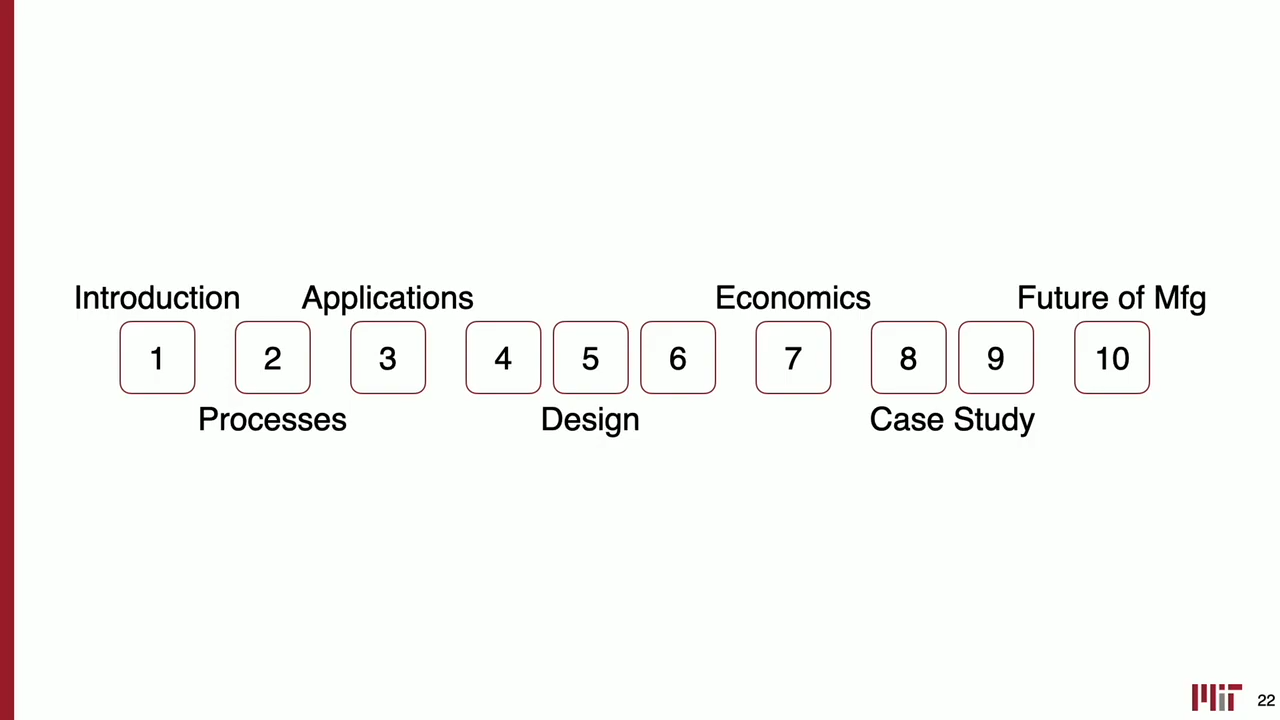 Introduction Applications Economics Future of Mfg
1 2 3 4 5 6 7 8 9 10
Processes Design Case Study
MIT 22